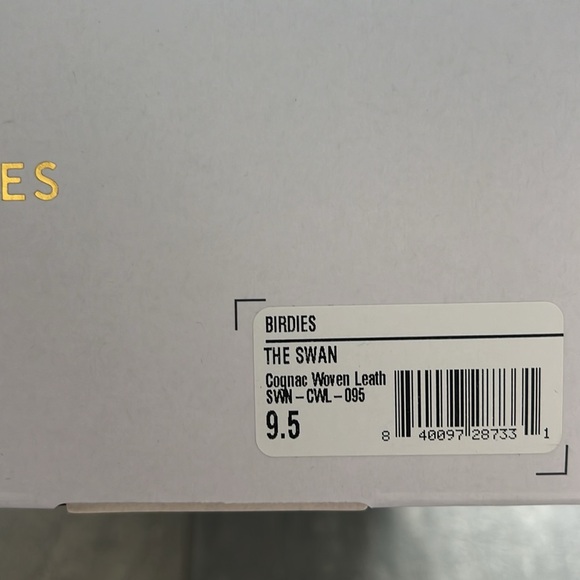 ES
BIRDIES
THE SWAN
Cognac Woven Leath
SWN-CWL-095
9.5
8 40097 28733 1